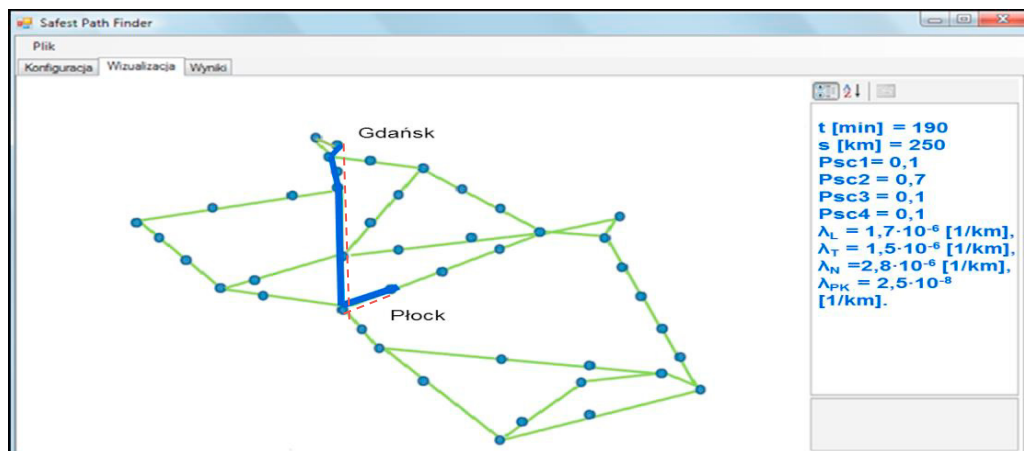 Safest Path Finder
Plik
Konfiguracja Wizualizacja Wyniki
Gdańsk
Płock
t [min] = 190
s [km] = 250
Psc1= 0,1
Psc2 = 0,7
Psc3 = 0,1
Psc4 = 0,1
λL = 1,7·10⁻⁶ [1/km],
λT = 1,5·10⁻⁶ [1/km],
λN =2,8·10⁻⁶ [1/km],
λPK = 2,5·10⁻⁸
[1/km].